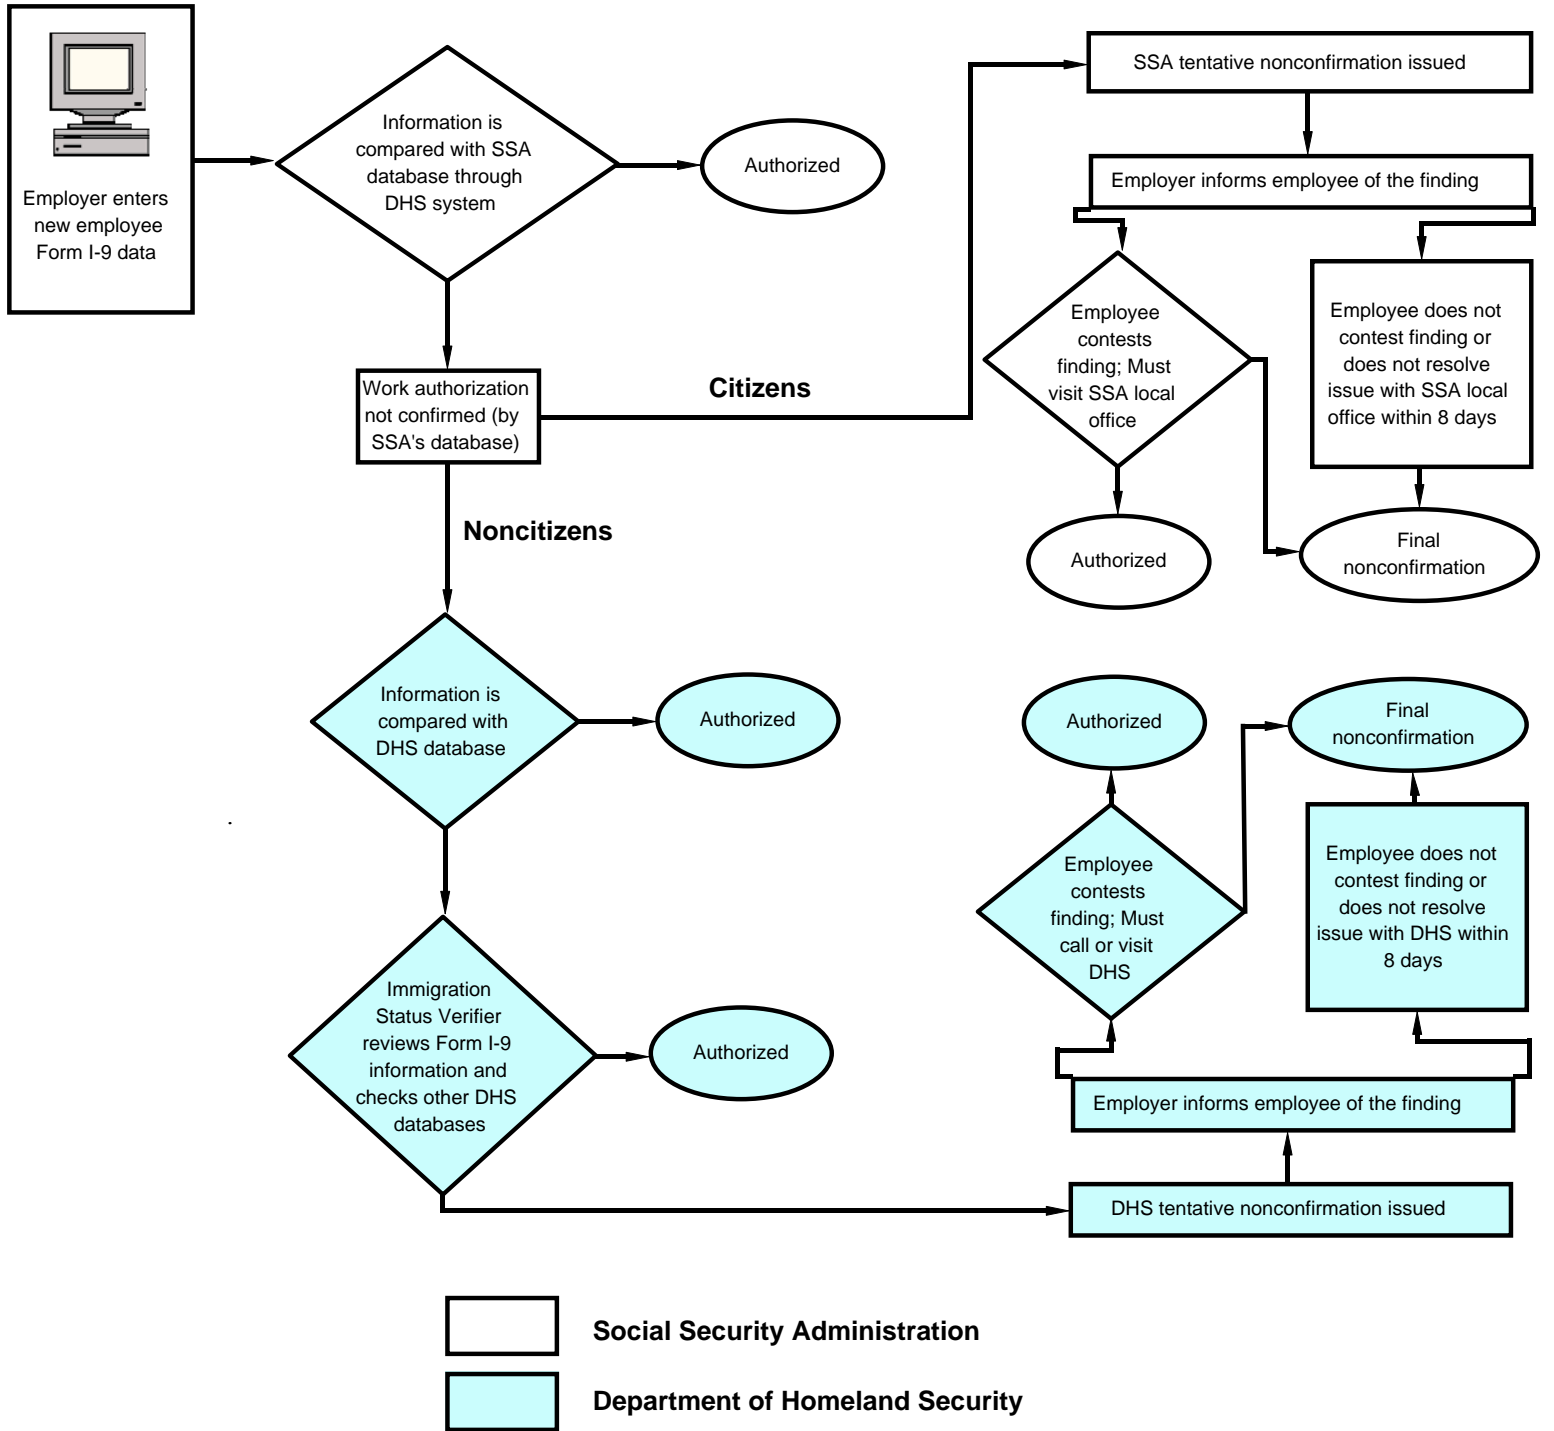 Employer enters
new employee
Form I-9 data
Information is
compared with SSA
database through
DHS system
Authorized
Work authorization
not confirmed (by
SSA's database)
Citizens
SSA tentative nonconfirmation issued
Employer informs employee of the finding
Employee
contests
finding; Must
visit SSA local
office
Employee does not
contest finding or
does not resolve
issue with SSA local
office within 8 days
Authorized
Final
nonconfirmation
Noncitizens
Information is
compared with
DHS database
Authorized
Immigration
Status Verifier
reviews Form I-9
information and
checks other DHS
databases
Authorized
DHS tentative nonconfirmation issued
Employer informs employee of the finding
Employee
contests
finding; Must
call or visit
DHS
Employee does not
contest finding or
does not resolve
issue with DHS within
8 days
Authorized
Final
nonconfirmation
Social Security Administration
Department of Homeland Security